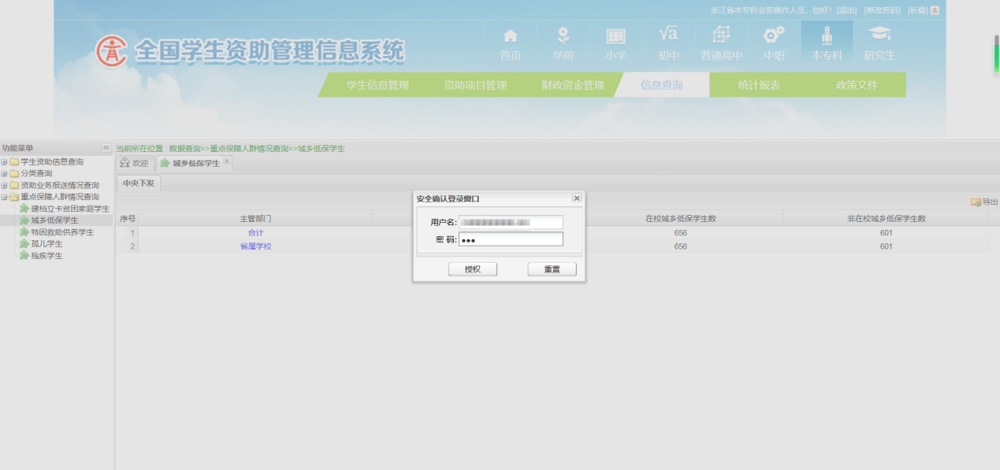 浙江省本专科业务操作人员，您好！[退出] [修改密码] [折叠]
全国学生资助管理信息系统
首页 学前 小学 初中 普通高中 中职 本专科 研究生
学生信息管理 资助项目管理 财政资金管理 信息查询 统计报表 政策文件
功能菜单
学生资助信息查询
分类查询
资助业务报送情况查询
重点保障人群情况查询
建档立卡贫困家庭学生
城乡低保学生
特困救助供养学生
孤儿学生
残疾学生
当前所在位置：数据查询>>重点保障人群情况查询>>城乡低保学生
欢迎 城乡低保学生
中央下发
导出
序号 主管部门 在校城乡低保学生数 非在校城乡低保学生数
1 合计 656 601
2 省属学校 656 601
安全确认登录窗口
用户名:
密 码: ●●●
授权 重置